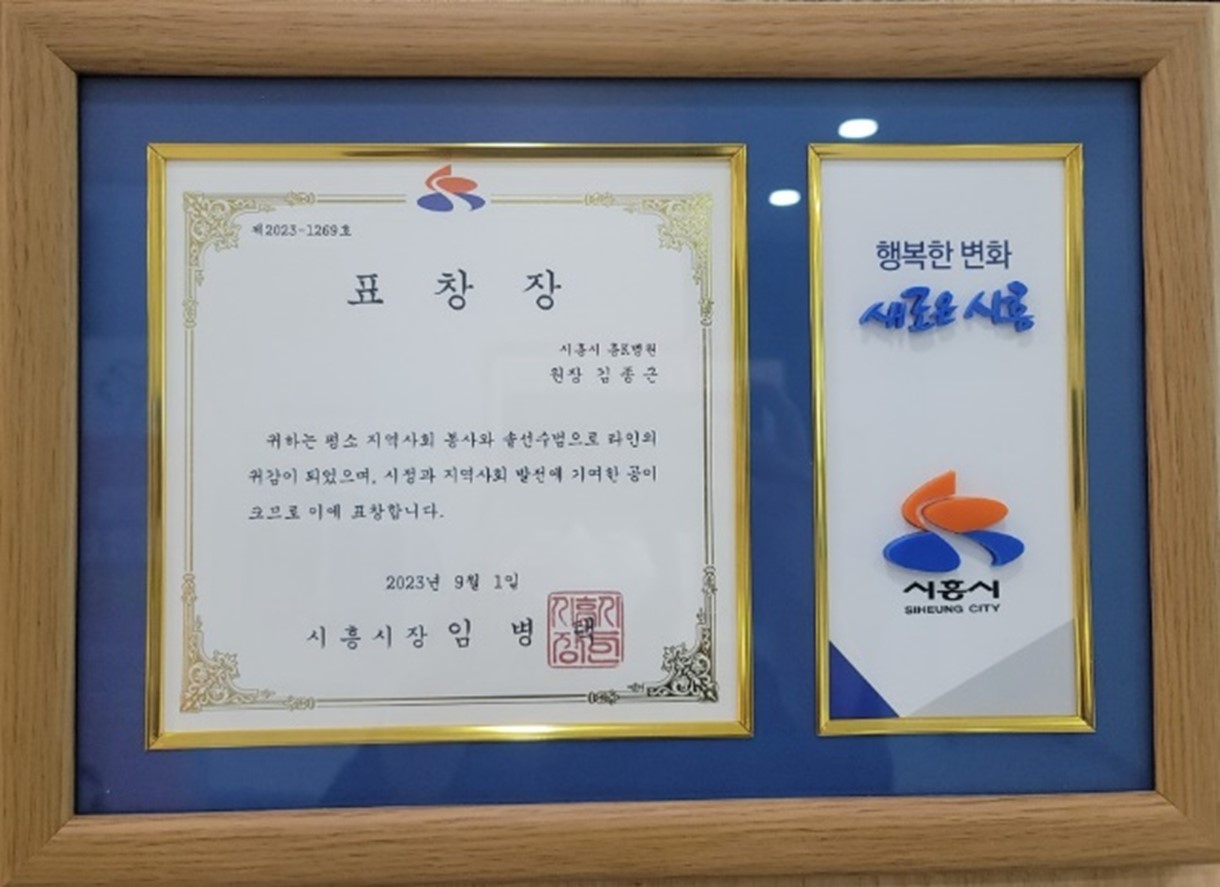 제2023-1269호
표 창 장
시흥시 병원
원장 김 종 근
귀하는 평소 지역사회 봉사와 솔선수범으로 타인의
귀감이 되었으며, 시정과 지역사회 발전에 기여한 공이
크므로 이에 표창합니다.
2023년 9월 1일
시흥시장 임 병 택
행복한 변화
새로운 시흥
시흥시
SIHEUNG CITY